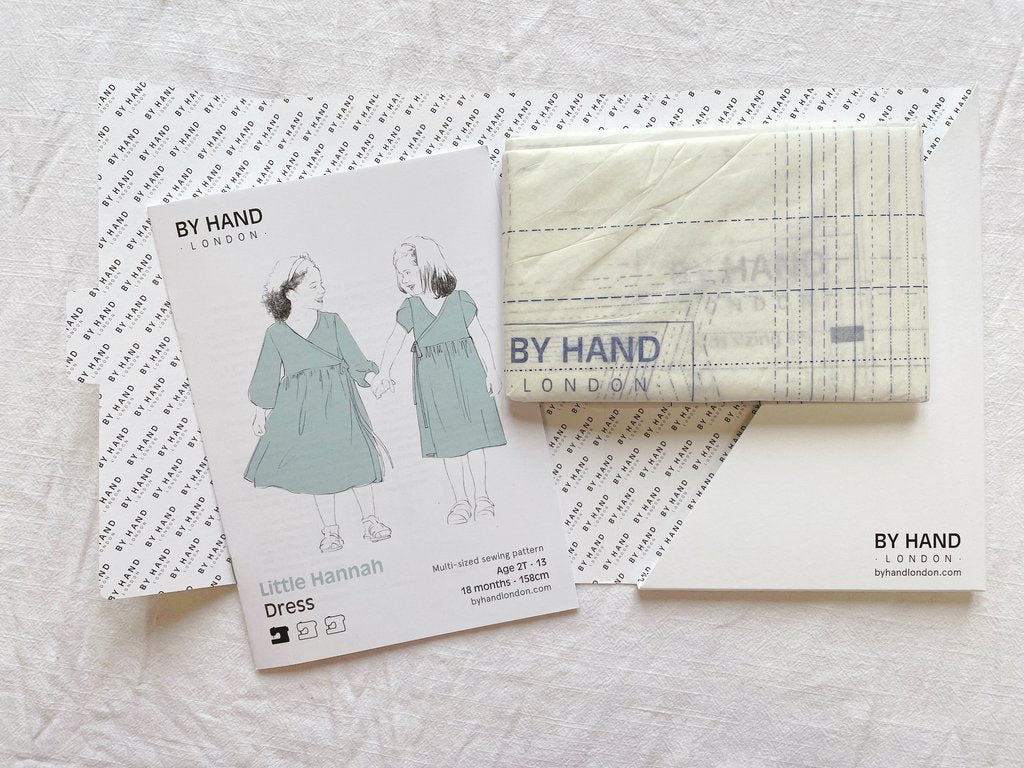 BY HAND
· LONDON ·
Little Hannah
Dress
Multi-sized sewing pattern
Age 2T - 13
18 months - 158cm
byhandlondon.com
BY HAND
LONDON ·
BY HAND
· LONDON ·
byhandlondon.com